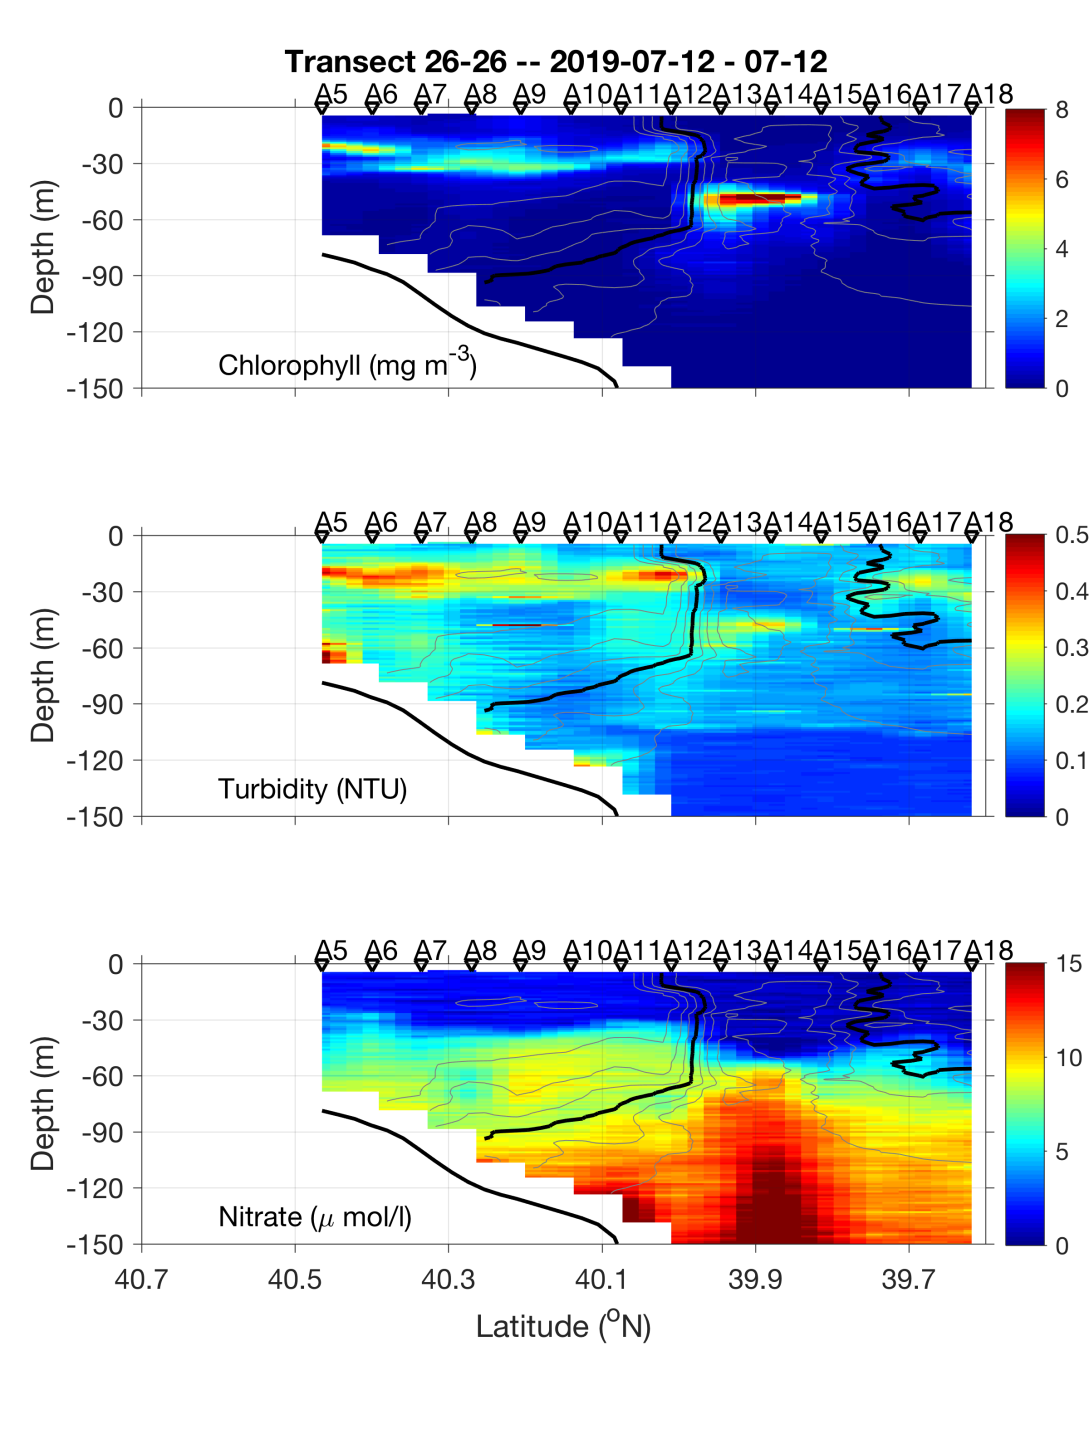 Transect 26-26 -- 2019-07-12 - 07-12
A5 A6 A7 A8 A9 A10 A11 A12 A13 A14 A15 A16 A17 A18
0
-30
-60
-90
-120
-150
Depth (m)
Chlorophyll (mg m-3)
8
6
4
2
0
A5 A6 A7 A8 A9 A10 A11 A12 A13 A14 A15 A16 A17 A18
0
-30
-60
-90
-120
-150
Depth (m)
Turbidity (NTU)
0.5
0.4
0.3
0.2
0.1
0
A5 A6 A7 A8 A9 A10 A11 A12 A13 A14 A15 A16 A17 A18
0
-30
-60
-90
-120
-150
Depth (m)
Nitrate (μ mol/l)
15
10
5
0
40.7 40.5 40.3 40.1 39.9 39.7
Latitude (oN)